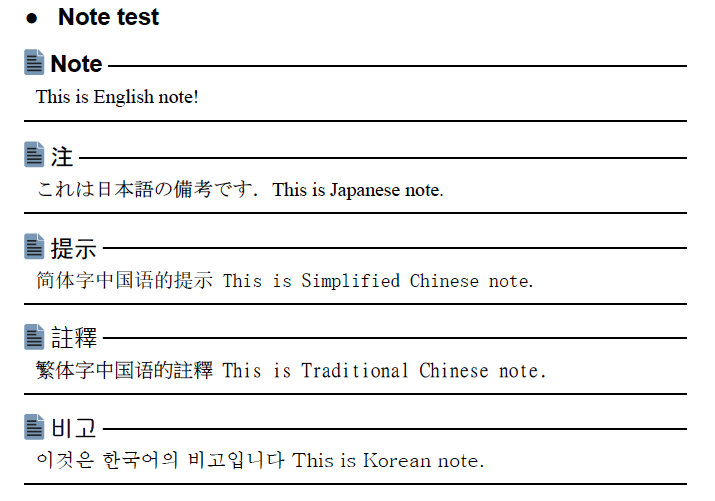 ● Note test
Note
This is English note!
注
これは日本語の備考です．This is Japanese note.
提示
简体字中国语的提示 This is Simplified Chinese note.
註釋
繁体字中国语的註釋 This is Traditional Chinese note.
비고
이것은 한국어의 비고입니다 This is Korean note.